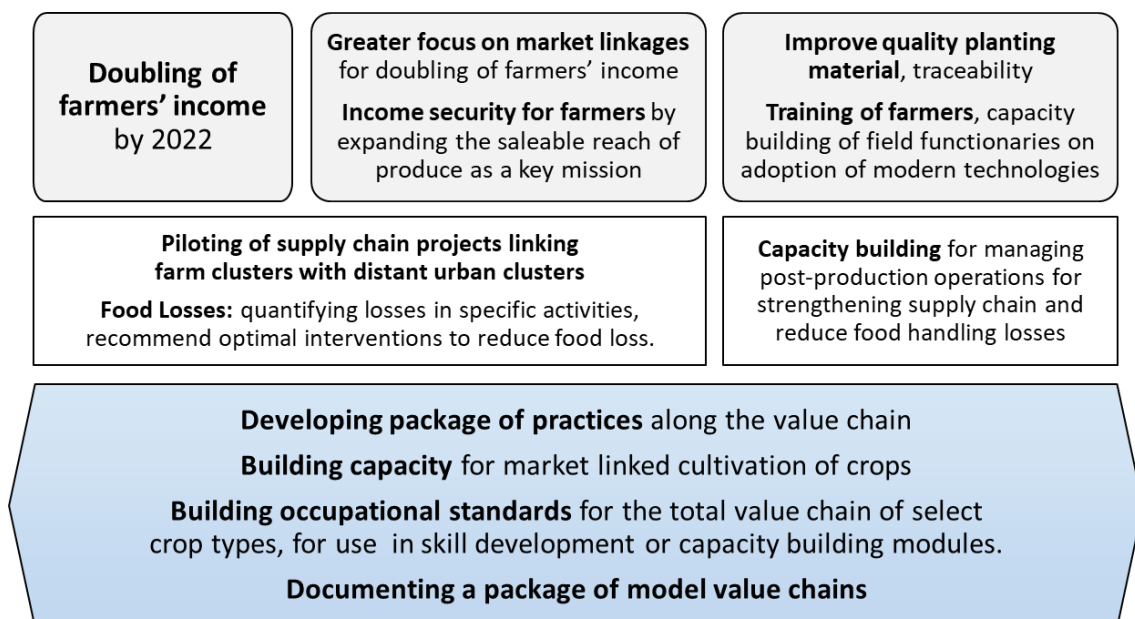 Doubling of
farmers’ income
by 2022
Greater focus on market linkages
for doubling of farmers’ income
Income security for farmers by
expanding the saleable reach of
produce as a key mission
Improve quality planting
material, traceability
Training of farmers, capacity
building of field functionaries on
adoption of modern technologies
Piloting of supply chain projects linking
farm clusters with distant urban clusters
Food Losses: quantifying losses in specific activities,
recommend optimal interventions to reduce food loss.
Capacity building for managing
post-production operations for
strengthening supply chain and
reduce food handling losses
Developing package of practices along the value chain
Building capacity for market linked cultivation of crops
Building occupational standards for the total value chain of select
crop types, for use in skill development or capacity building modules.
Documenting a package of model value chains